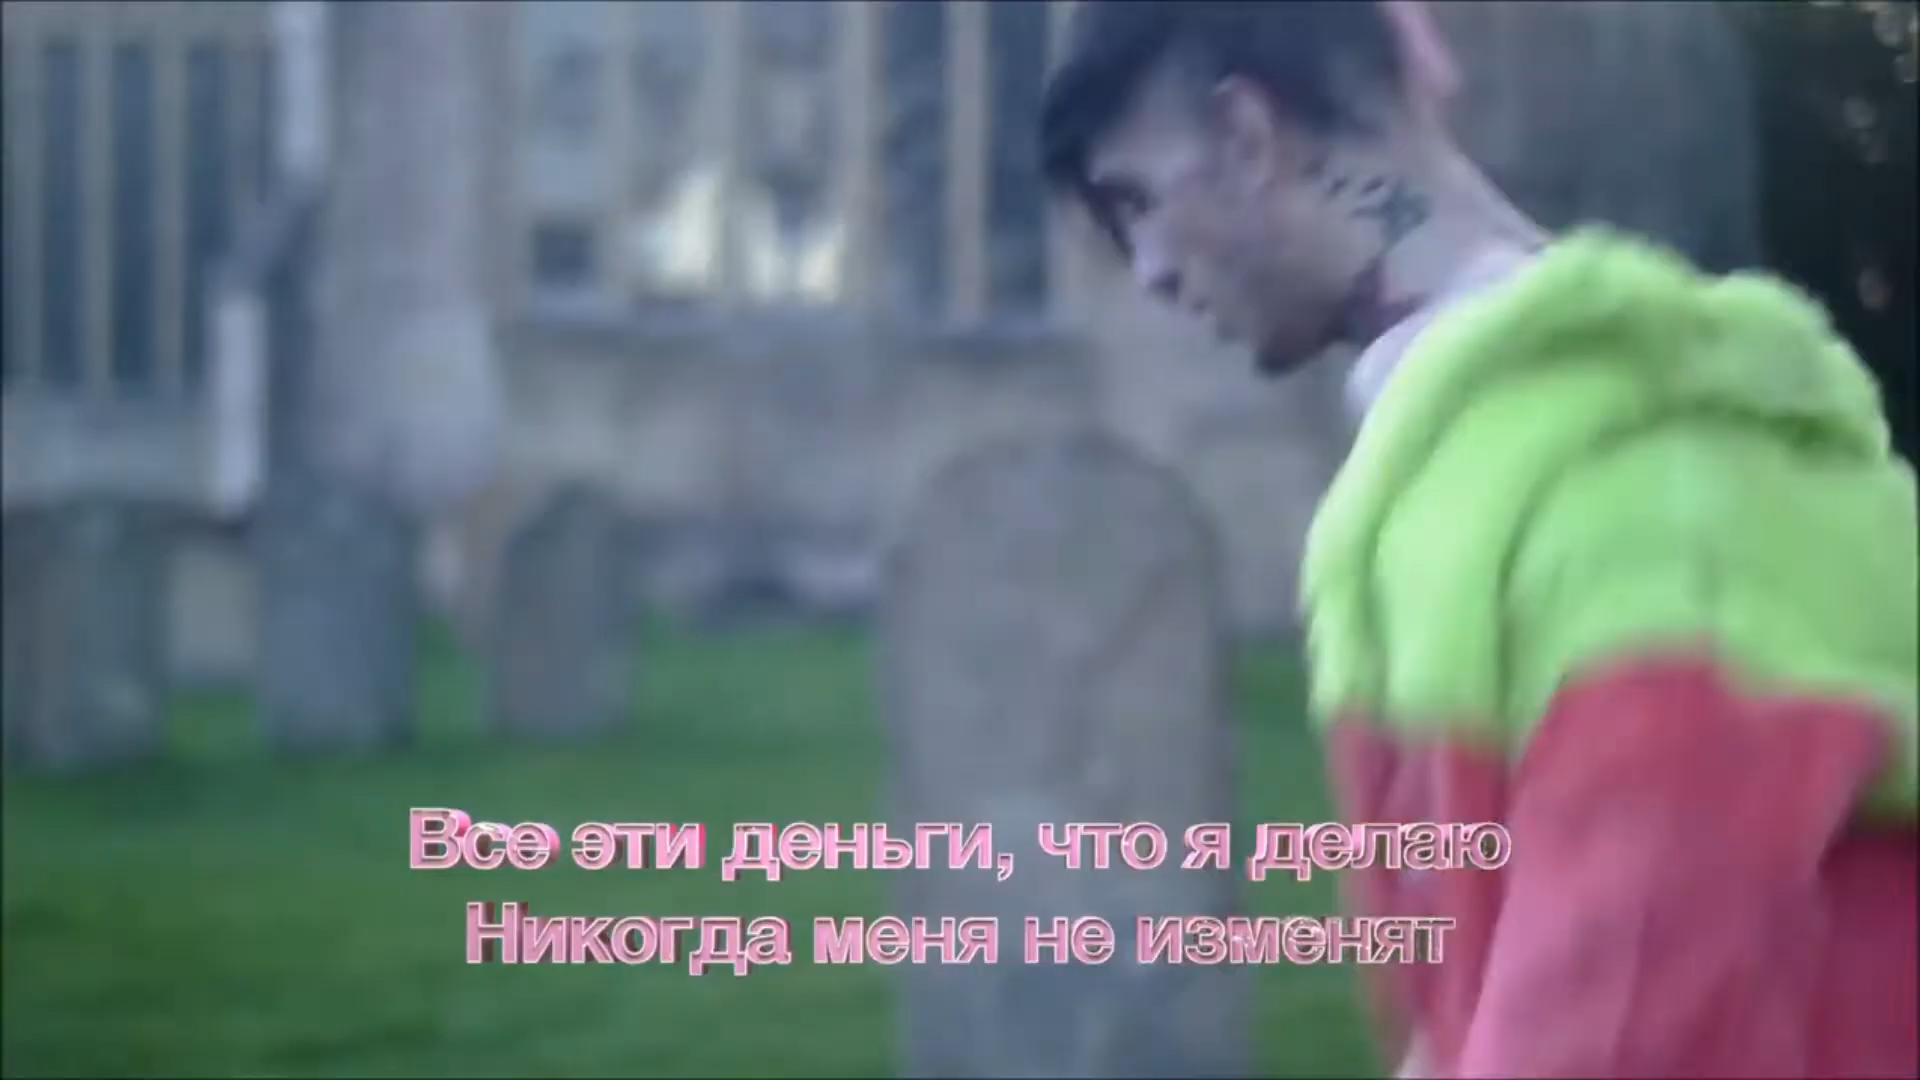 Все эти деньги, что я делаю
Никогда меня не изменят